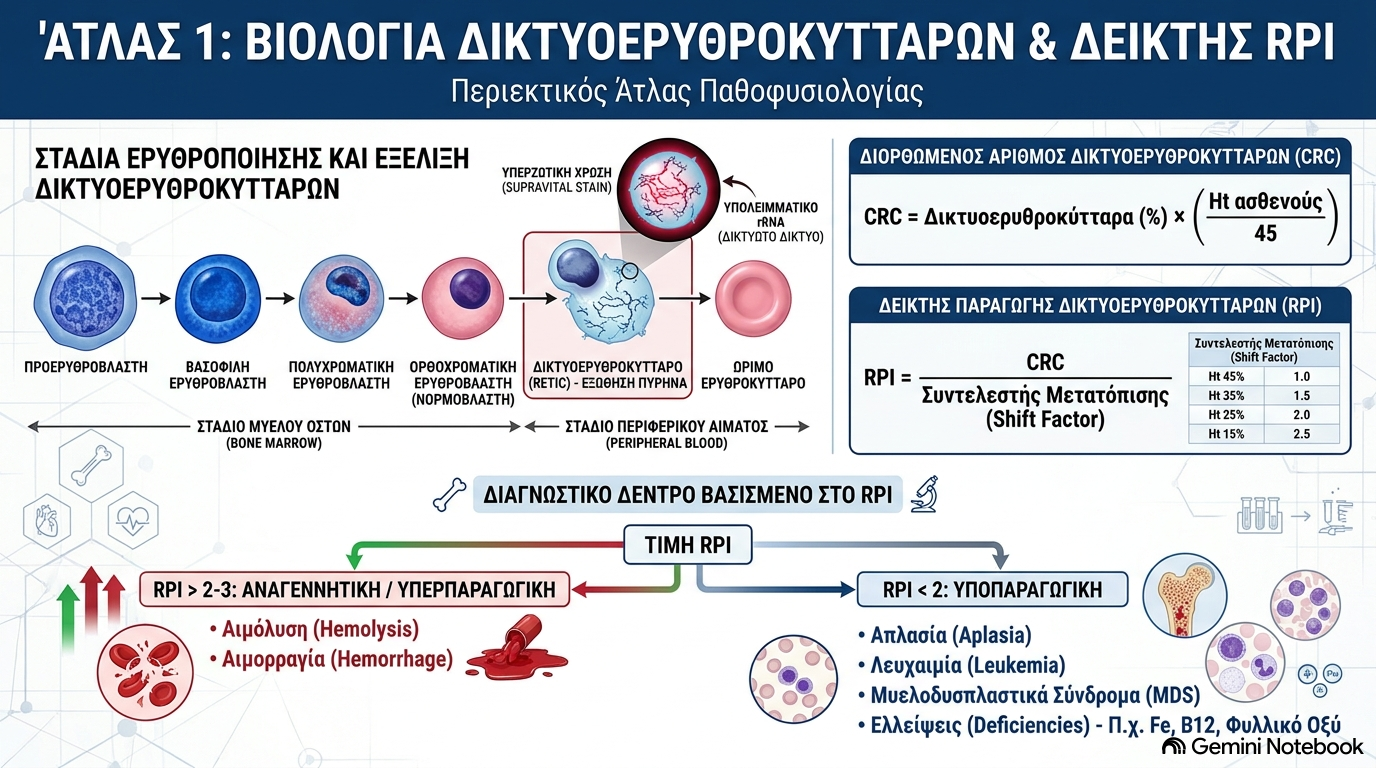 'ΑΤΛΑΣ 1: ΒΙΟΛΟΓΙΑ ΔΙΚΤΥΟΕΡΥΘΡΟΚΥΤΤΑΡΩΝ & ΔΕΙΚΤΗΣ RPI
Περιεκτικός Άτλας Παθοφυσιολογίας
ΣΤΑΔΙΑ ΕΡΥΘΡΟΠΟΙΗΣΗΣ ΚΑΙ ΕΞΕΛΙΞΗ
ΔΙΚΤΥΟΕΡΥΘΡΟΚΥΤΤΑΡΩΝ
ΥΠΕΡΖΩΤΙΚΗ ΧΡΩΣΗ
(SUPRAVITAL STAIN)
ΥΠΟΛΕΙΜΜΑΤΙΚΟ
rRNA
(ΔΙΚΤΥΩΤΟ ΔΙΚΤΥΟ)
ΠΡΟΕΡΥΘΡΟΒΛΑΣΤΗ
ΒΑΣΟΦΙΛΗ
ΕΡΥΘΡΟΒΛΑΣΤΗ
ΠΟΛΥΧΡΩΜΑΤΙΚΗ
ΕΡΥΘΡΟΒΛΑΣΤΗ
ΟΡΘΟΧΡΩΜΑΤΙΚΗ
ΕΡΥΘΡΟΒΑΑΣΤΗ
(ΝΟΡΜΟΒΛΑΣΤΗ)
ΔΙΚΤΥΟΕΡΥΘΡΟΚΥΤΤΑΡΟ
(RETIC) - ΕΞΩΘΗΣΗ ΠΥΡΗΝΑ
ΩΡΙΜΟ
ΕΡΥΘΡΟΚΥΤΤΑΡΟ
ΣΤΑΔΙΟ ΜΥΕΛΟΥ ΟΣΤΩΝ
(BONE MARROW)
ΣΤΑΔΙΟ ΠΕΡΙΦΕΡΙΚΟΥ ΑΙΜΑΤΟΣ
(PERIPHERAL BLOOD)
ΔΙΟΡΘΩΜΕΝΟΣ ΑΡΙΘΜΟΣ ΔΙΚΤΥΟΕΡΥΘΡΟΚΥΤΤΑΡΩΝ (CRC)
CRC = Δικτυοερυθροκύτταρα (%) × (Ht ασθενούς
45)
ΔΕΙΚΤΗΣ ΠΑΡΑΓΩΓΗΣ ΔΙΚΤΥΟΕΡΥΘΡΟΚΥΤΤΑΡΩΝ (RPI)
RPI = CRC
Συντελεστής Μετατόπισης
(Shift Factor)
Συντελεστής Μετατόπισης
(Shift Factor)
Ht 45% 1.0
Ht 35% 1.5
Ht 25% 2.0
Ht 15% 2.5
ΔΙΑΓΝΩΣΤΙΚΟ ΔΕΝΤΡΟ ΒΑΣΙΣΜΕΝΟ ΣΤΟ RPI
ΤΙΜΗ RPI
RPI > 2-3: ΑΝΑΓΕΝΝΗΤΙΚΗ / ΥΠΕΡΠΑΡΑΓΩΓΙΚΗ
• Αιμόλυση (Hemolysis)
• Αιμορραγία (Hemorrhage)
RPI < 2: ΥΠΟΠΑΡΑΓΩΓΙΚΗ
• Απλασία (Aplasia)
• Λευχαιμία (Leukemia)
• Μυελοδυσπλαστικά Σύνδρομα (MDS)
• Ελλείψεις (Deficiencies) - Π.χ. Fe, B12, Φυλλικό Οξύ
Gemini Notebook